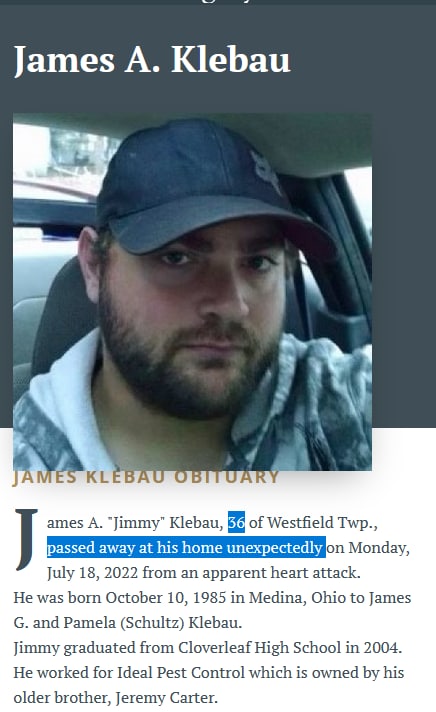 James A. Klebau
JAMES KLEBAU OBITUARY
James A. "Jimmy" Klebau, 36 of Westfield Twp.,
passed away at his home unexpectedly on Monday,
July 18, 2022 from an apparent heart attack.
He was born October 10, 1985 in Medina, Ohio to James
G. and Pamela (Schultz) Klebau.
Jimmy graduated from Cloverleaf High School in 2004.
He worked for Ideal Pest Control which is owned by his
older brother, Jeremy Carter.